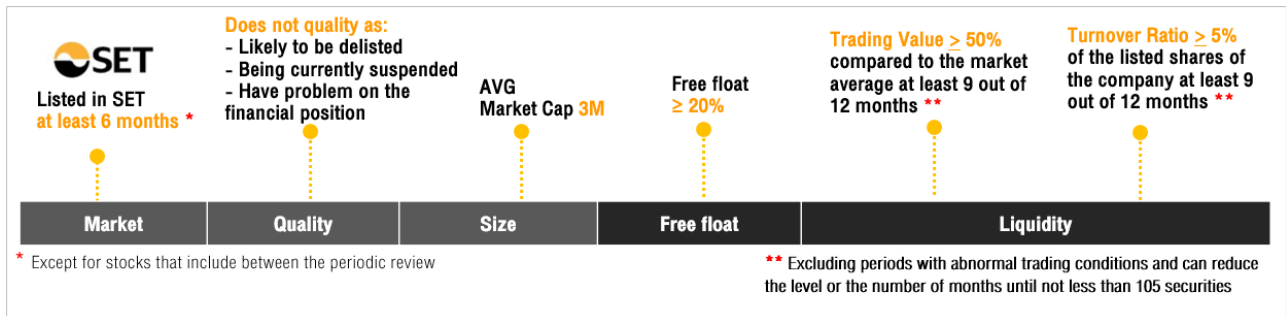 SET
Listed in SET
at least 6 months *
Does not quality as:
- Likely to be delisted
- Being currently suspended
- Have problem on the
financial position
AVG
Market Cap 3M
Free float
≥ 20%
Trading Value ≥ 50%
compared to the market
average at least 9 out of
12 months **
Turnover Ratio ≥ 5%
of the listed shares of
the company at least 9
out of 12 months **
Market
Quality
Size
Free float
Liquidity
* Except for stocks that include between the periodic review
** Excluding periods with abnormal trading conditions and can reduce
the level or the number of months until not less than 105 securities